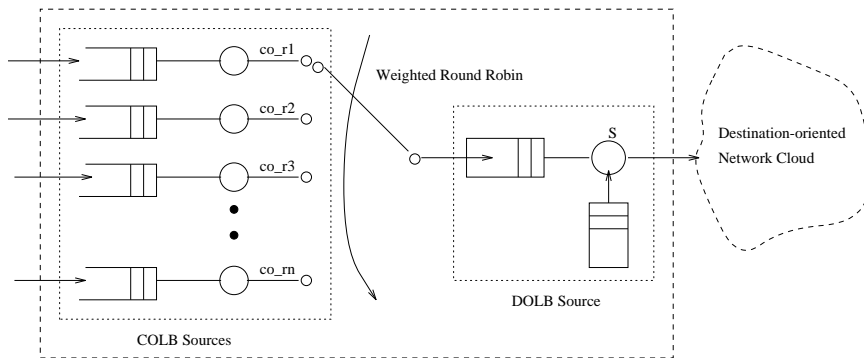 co_r1
co_r2
co_r3
co_rn
COLB Sources
Weighted Round Robin
S
DOLB Source
Destination-oriented
Network Cloud